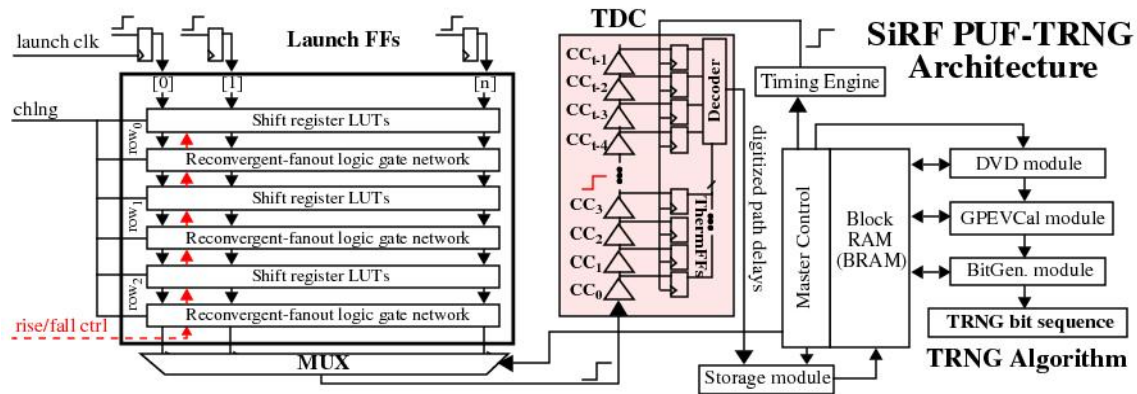 SiRF PUF-TRNG
Architecture
launch clk
Launch FFs
[0]
[1]
[n]
chlng
row0
Shift register LUTs
Reconvergent-fanout logic gate network
row1
Shift register LUTs
Reconvergent-fanout logic gate network
row2
Shift register LUTs
Reconvergent-fanout logic gate network
rise/fall ctrl
MUX
TDC
CCt-1
CCt-2
CCt-3
CCt-4
CC3
CC2
CC1
CC0
Decoder
ThermFFs
digitized path delays
Timing Engine
Master Control
Block
RAM
(BRAM)
Storage module
DVD module
GPEVCal module
BitGen. module
TRNG bit sequence
TRNG Algorithm